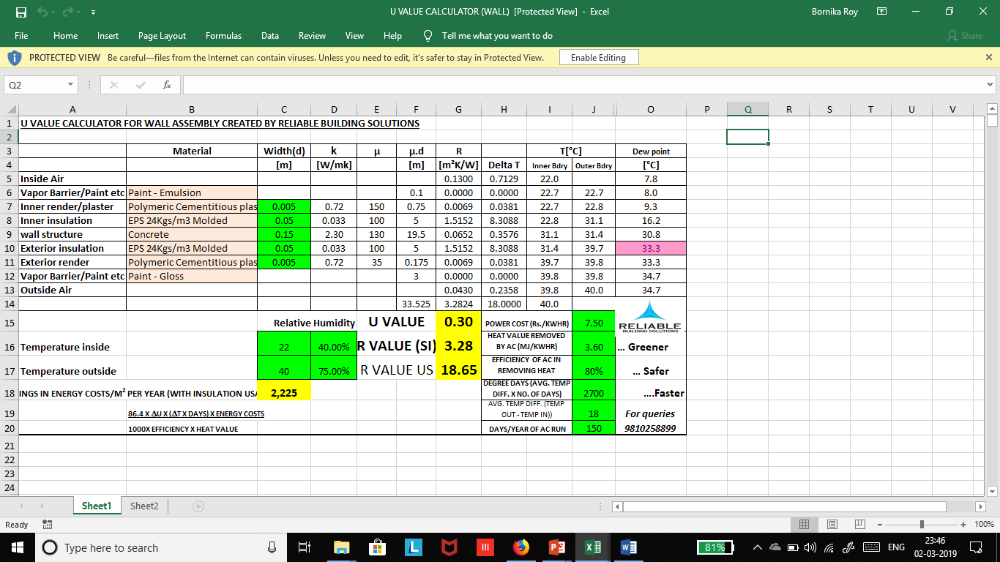 U VALUE CALCULATOR (WALL) [Protected View] - Excel
Bornika Roy
File Home Insert Page Layout Formulas Data Review View Help Tell me what you want to do Share
PROTECTED VIEW Be careful—files from the Internet can contain viruses. Unless you need to edit, it's safer to stay in Protected View. Enable Editing
Q2 fx
A B C D E F G H I J O P Q R S T U V
1 U VALUE CALCULATOR FOR WALL ASSEMBLY CREATED BY RELIABLE BUILDING SOLUTIONS
2
3 Material Width(d) k μ μ.d R T[°C] Dew point
4 [m] [W/mk] [m] [m²K/W] Delta T Inner Bdry Outer Bdry [°C]
5 Inside Air 0.1300 0.7129 22.0 7.8
6 Vapor Barrier/Paint etc Paint - Emulsion 0.1 0.0000 0.0000 22.7 22.7 8.0
7 Inner render/plaster Polymeric Cementitious plas 0.005 0.72 150 0.75 0.0069 0.0381 22.7 22.8 9.3
8 Inner insulation EPS 24Kgs/m3 Molded 0.05 0.033 100 5 1.5152 8.3088 22.8 31.1 16.2
9 wall structure Concrete 0.15 2.30 130 19.5 0.0652 0.3576 31.1 31.4 30.8
10 Exterior insulation EPS 24Kgs/m3 Molded 0.05 0.033 100 5 1.5152 8.3088 31.4 39.7 33.3
11 Exterior render Polymeric Cementitious plas 0.005 0.72 35 0.175 0.0069 0.0381 39.7 39.8 33.3
12 Vapor Barrier/Paint etc Paint - Gloss 3 0.0000 0.0000 39.8 39.8 34.7
13 Outside Air 0.0430 0.2358 39.8 40.0 34.7
14 33.525 3.2824 18.0000 40.0
15 Relative Humidity U VALUE 0.30 POWER COST (Rs./KWHR) 7.50 RELIABLE
BUILDING SOLUTIONS
HEAT VALUE REMOVED
16 Temperature inside 22 40.00% R VALUE (SI) 3.28 BY AC (MJ/KWHR) 3.60 ... Greener
EFFICIENCY OF AC IN
17 Temperature outside 40 75.00% R VALUE US 18.65 REMOVING HEAT 80% ... Safer
DEGREE DAYS (AVG. TEMP
18 INGS IN ENERGY COSTS/M² PER YEAR (WITH INSULATION USA 2,225 DIFF. X NO. OF DAYS) 2700 ....Faster
AVG. TEMP DIFF. (TEMP
19 86.4 X ΔU X (ΔT X DAYS) X ENERGY COSTS OUT - TEMP IN)) 18 For queries
20 1000X EFFICIENCY X HEAT VALUE DAYS/YEAR OF AC RUN 150 9810258899
21
22
23
24
Sheet1 Sheet2
Ready 100%
Type here to search 81% ENG 23:46
02-03-2019